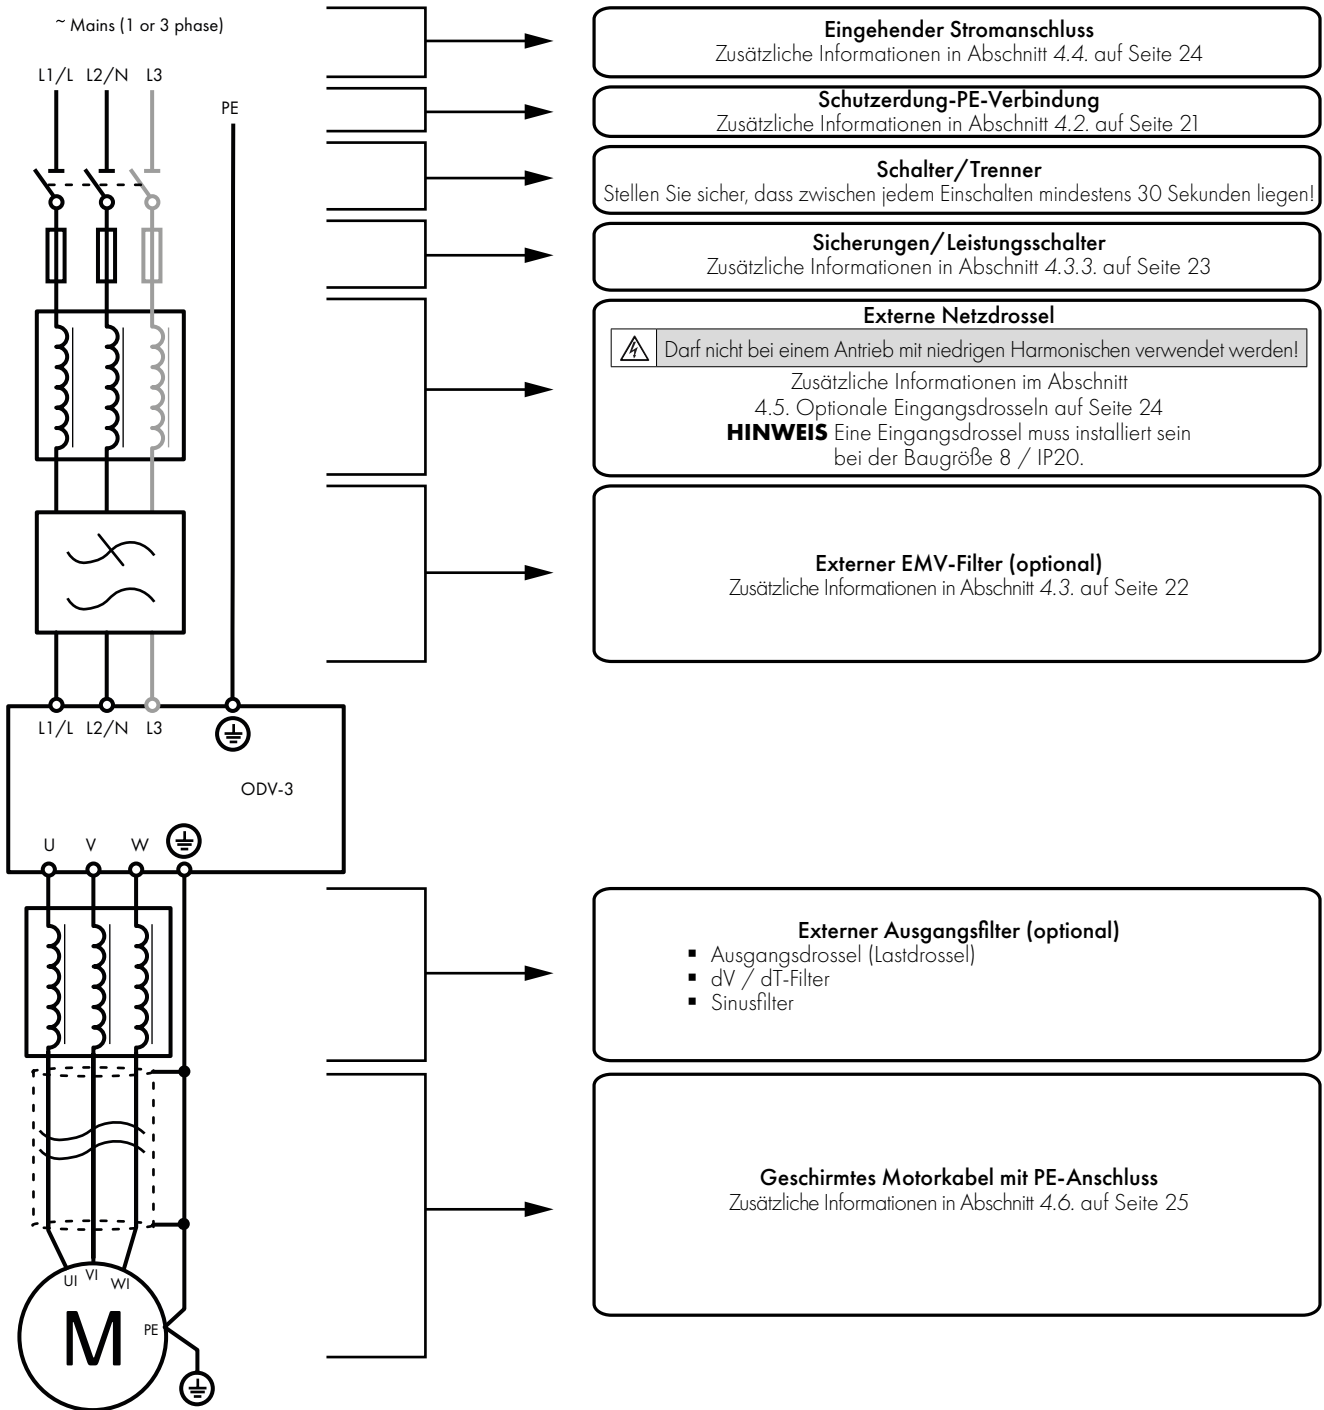 ~ Mains (1 or 3 phase)
L1/L L2/N L3
PE
Eingehender Stromanschluss
Zusätzliche Informationen in Abschnitt 4.4. auf Seite 24
Schutzerdung-PE-Verbindung
Zusätzliche Informationen in Abschnitt 4.2. auf Seite 21
Schalter/Trenner
Stellen Sie sicher, dass zwischen jedem Einschalten mindestens 30 Sekunden liegen!
Sicherungen/Leistungsschalter
Zusätzliche Informationen in Abschnitt 4.3.3. auf Seite 23
Externe Netzdrossel
Darf nicht bei einem Antrieb mit niedrigen Harmonischen verwendet werden!
Zusätzliche Informationen im Abschnitt
4.5. Optionale Eingangsdrosseln auf Seite 24
HINWEIS Eine Eingangsdrossel muss installiert sein
bei der Baugröße 8 / IP20.
Externer EMV-Filter (optional)
Zusätzliche Informationen in Abschnitt 4.3. auf Seite 22
L1/L L2/N L3
ODV-3
U V W
Externer Ausgangsfilter (optional)
▪ Ausgangsdrossel (Lastdrossel)
▪ dV / dT-Filter
▪ Sinusfilter
Geschirmtes Motorkabel mit PE-Anschluss
Zusätzliche Informationen in Abschnitt 4.6. auf Seite 25
UI VI WI
M
PE